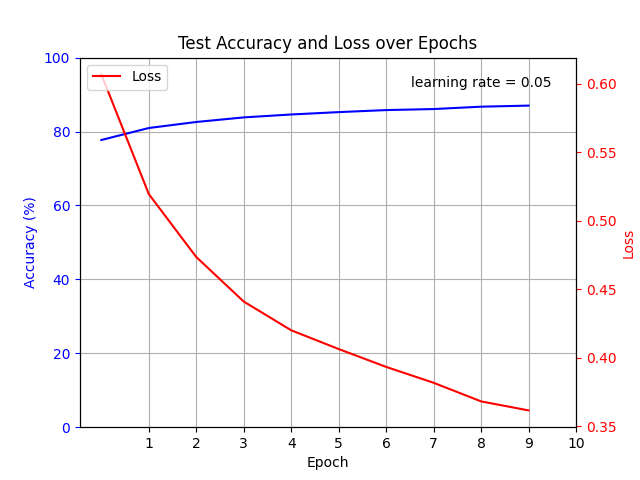 Test Accuracy and Loss over Epochs
100
80
60
40
20
0
Accuracy (%)
Loss
learning rate = 0.05
0.60
0.55
0.50
0.45
0.40
0.35
Loss
1 2 3 4 5 6 7 8 9 10
Epoch